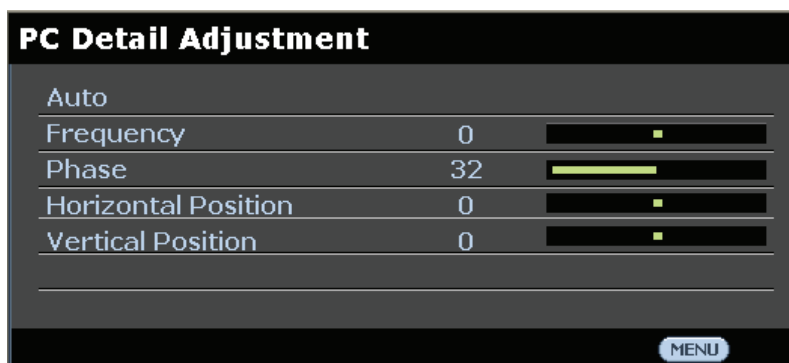 PC Detail Adjustment
Auto
Frequency 0
Phase 32
Horizontal Position 0
Vertical Position 0
MENU